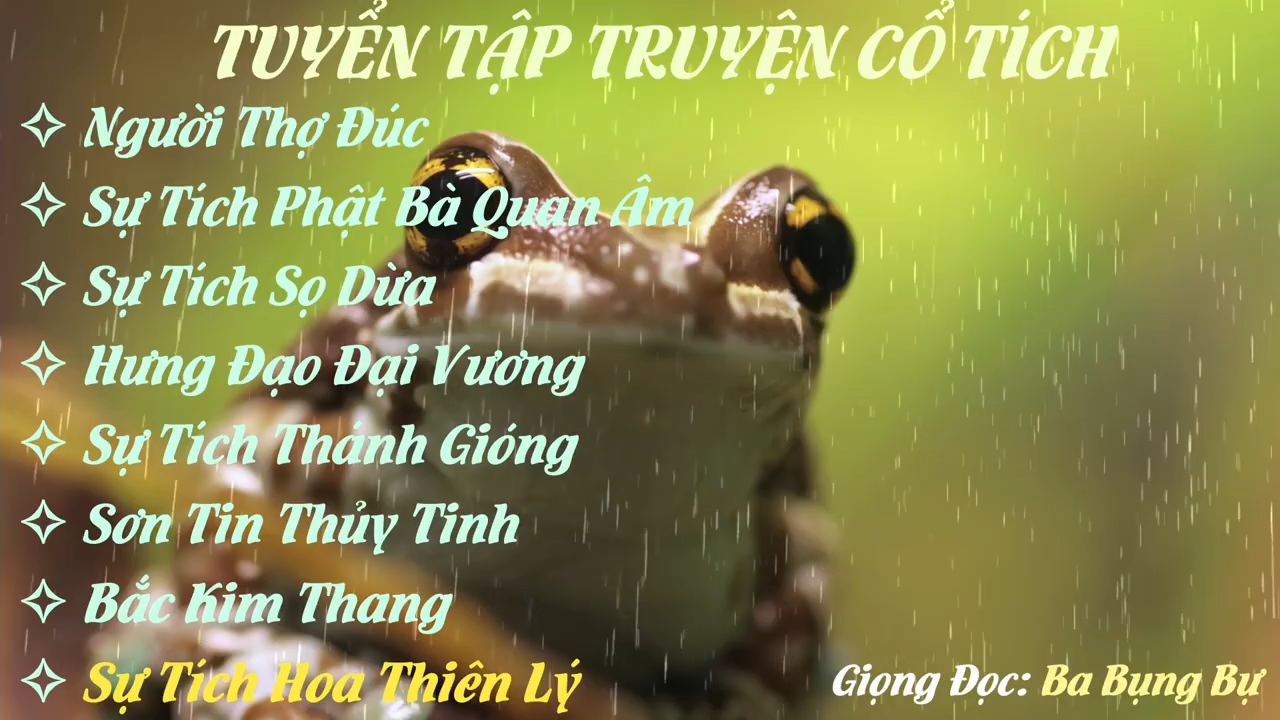 TUYỂN TẬP TRUYỆN CỔ TÍCH
Người Thợ Đúc
Sự Tích Phật Bà Quan Âm
Sự Tích Sọ Dừa
Hưng Đạo Đại Vương
Sự Tích Thánh Gióng
Sơn Tin Thủy Tinh
Bắc Kim Thang
Sự Tích Hoa Thiên Lý
Giọng Đọc: Ba Bụng Bự